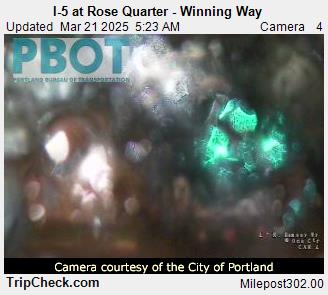 I-5 at Rose Quarter - Winning Way
Updated Mar 21 2025 5:23 AM Camera 4
PBOT
PORTLAND BUREAU OF TRANSPORTATION
Camera courtesy of the City of Portland
TripCheck.com Milepost302.00